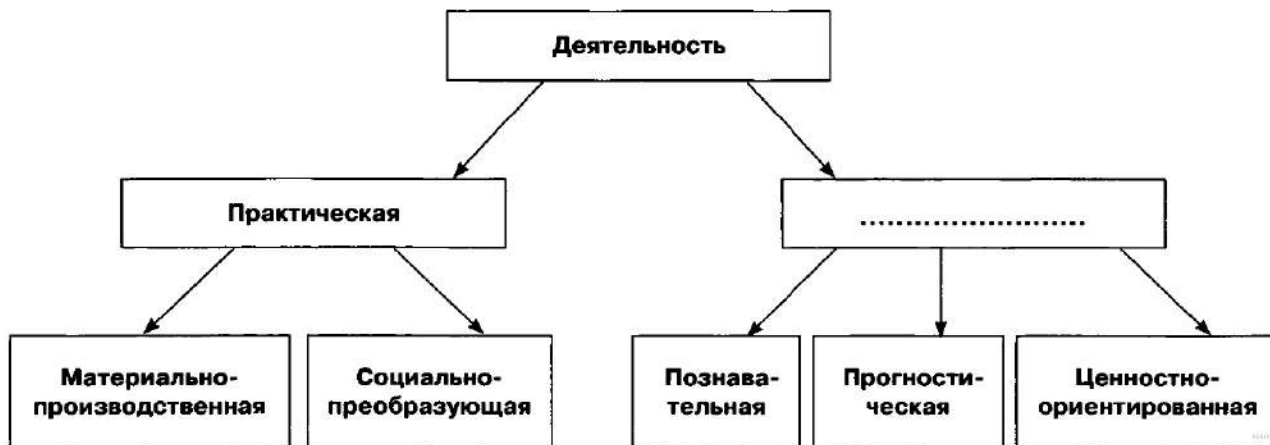 Деятельность
Практическая
............................
Материально-
производственная
Социально-
преобразующая
Познава-
тельная
Прогности-
ческая
Ценностно-
ориентированная